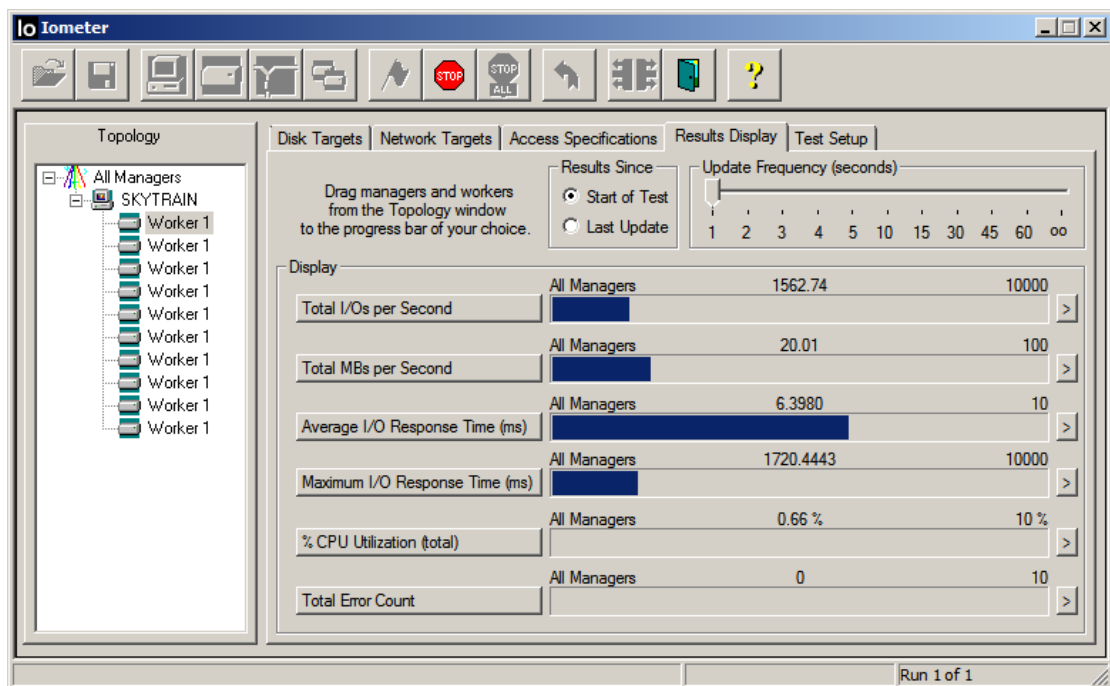 Io Iometer
STOP
STOP
ALL
?
Topology
All Managers
SKYTRAIN
Worker 1
Worker 1
Worker 1
Worker 1
Worker 1
Worker 1
Worker 1
Worker 1
Worker 1
Worker 1
Disk Targets Network Targets Access Specifications Results Display Test Setup
Drag managers and workers
from the Topology window
to the progress bar of your choice.
Results Since
Start of Test
Last Update
Update Frequency (seconds)
1 2 3 4 5 10 15 30 45 60 oo
Display
All Managers 1562.74 10000
Total I/Os per Second >
All Managers 20.01 100
Total MBs per Second >
All Managers 6.3980 10
Average I/O Response Time (ms) >
All Managers 1720.4443 10000
Maximum I/O Response Time (ms) >
All Managers 0.66 % 10 %
% CPU Utilization (total) >
All Managers 0 10
Total Error Count >
Run 1 of 1